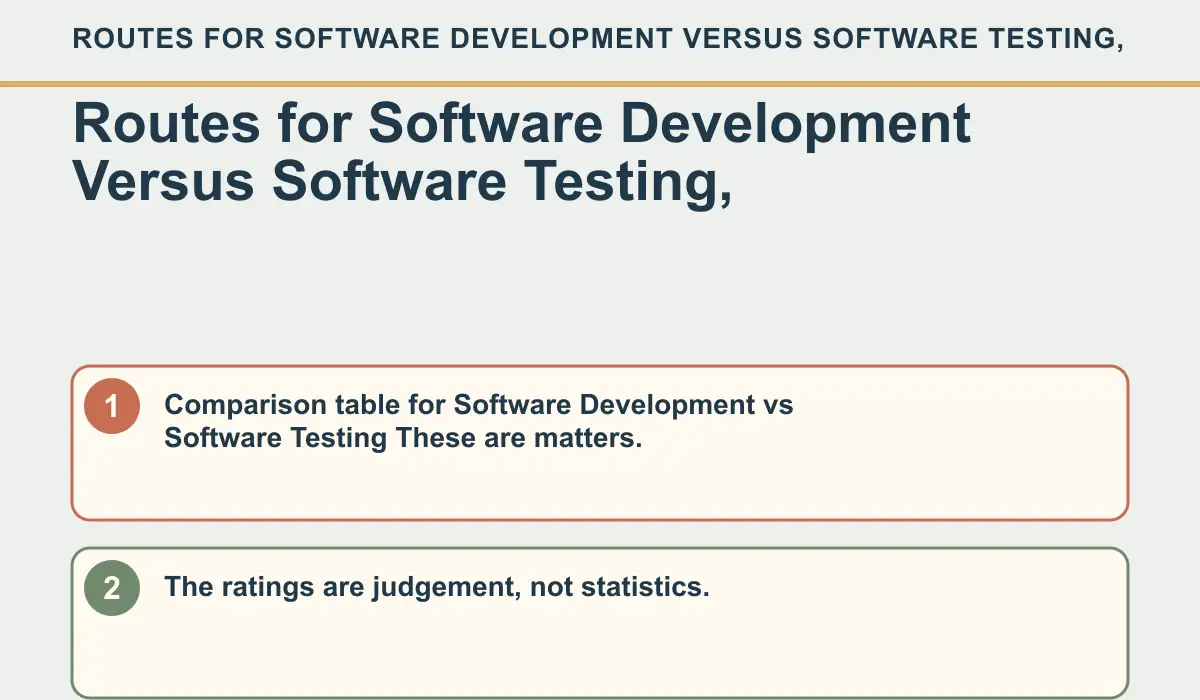 ROUTES FOR SOFTWARE DEVELOPMENT VERSUS SOFTWARE TESTING,
Routes for Software Development
Versus Software Testing,
1
Comparison table for Software Development vs
Software Testing These are matters.
2
The ratings are judgement, not statistics.